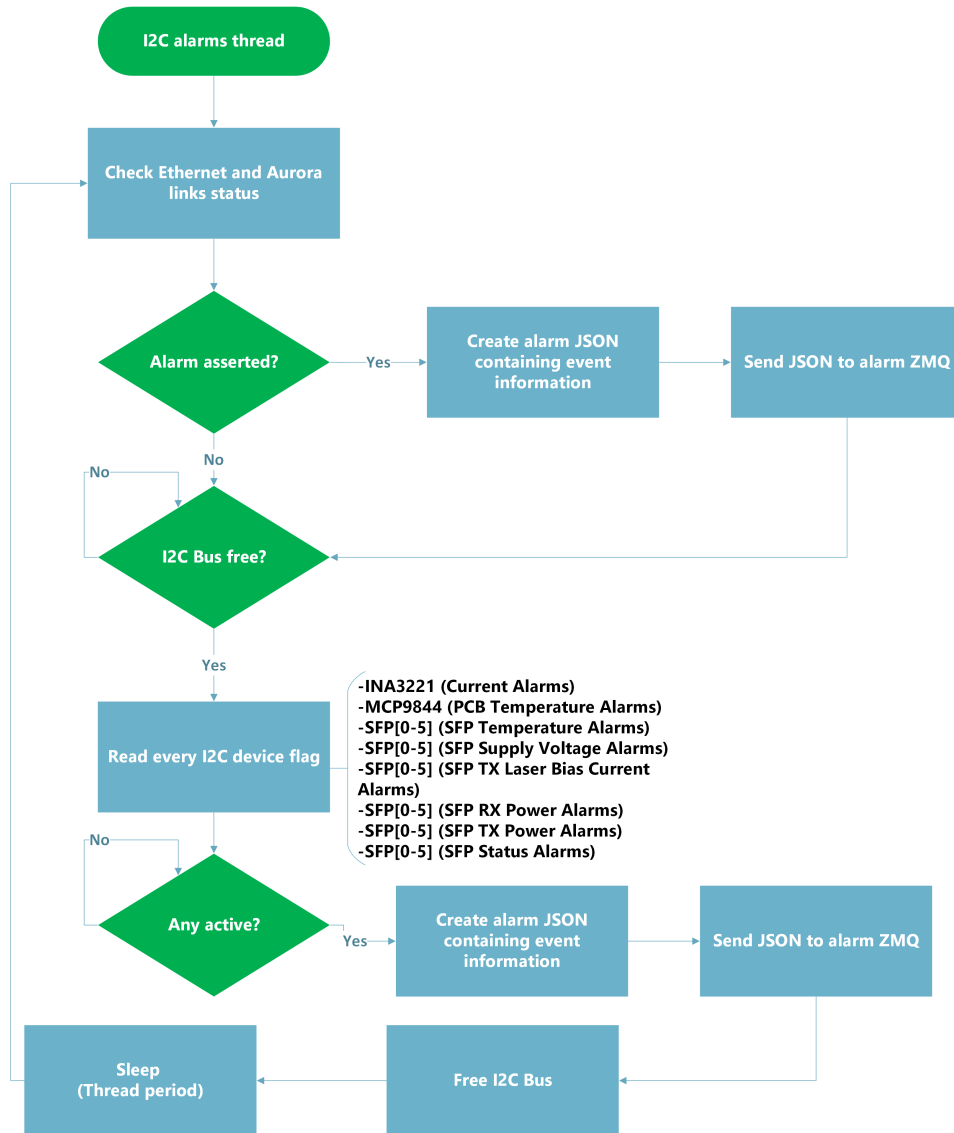 I2C alarms thread
Check Ethernet and Aurora
links status
Alarm asserted?
Yes
Create alarm JSON
containing event
information
Send JSON to alarm ZMQ
No
No
I2C Bus free?
Yes
-INA3221 (Current Alarms)
-MCP9844 (PCB Temperature Alarms)
-SFP[0-5] (SFP Temperature Alarms)
-SFP[0-5] (SFP Supply Voltage Alarms)
-SFP[0-5] (SFP TX Laser Bias Current
Alarms)
-SFP[0-5] (SFP RX Power Alarms)
-SFP[0-5] (SFP TX Power Alarms)
-SFP[0-5] (SFP Status Alarms)
Read every I2C device flag
No
Any active?
Yes
Create alarm JSON
containing event
information
Send JSON to alarm ZMQ
Sleep
(Thread period)
Free I2C Bus